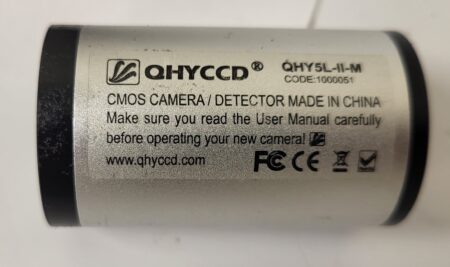 QHYCCD®
QHY5L-II-M
CODE:1000051
CMOS CAMERA / DETECTOR MADE IN CHINA
Make sure you read the User Manual carefully
before operating your new camera!
www.qhyccd.com
FC CE